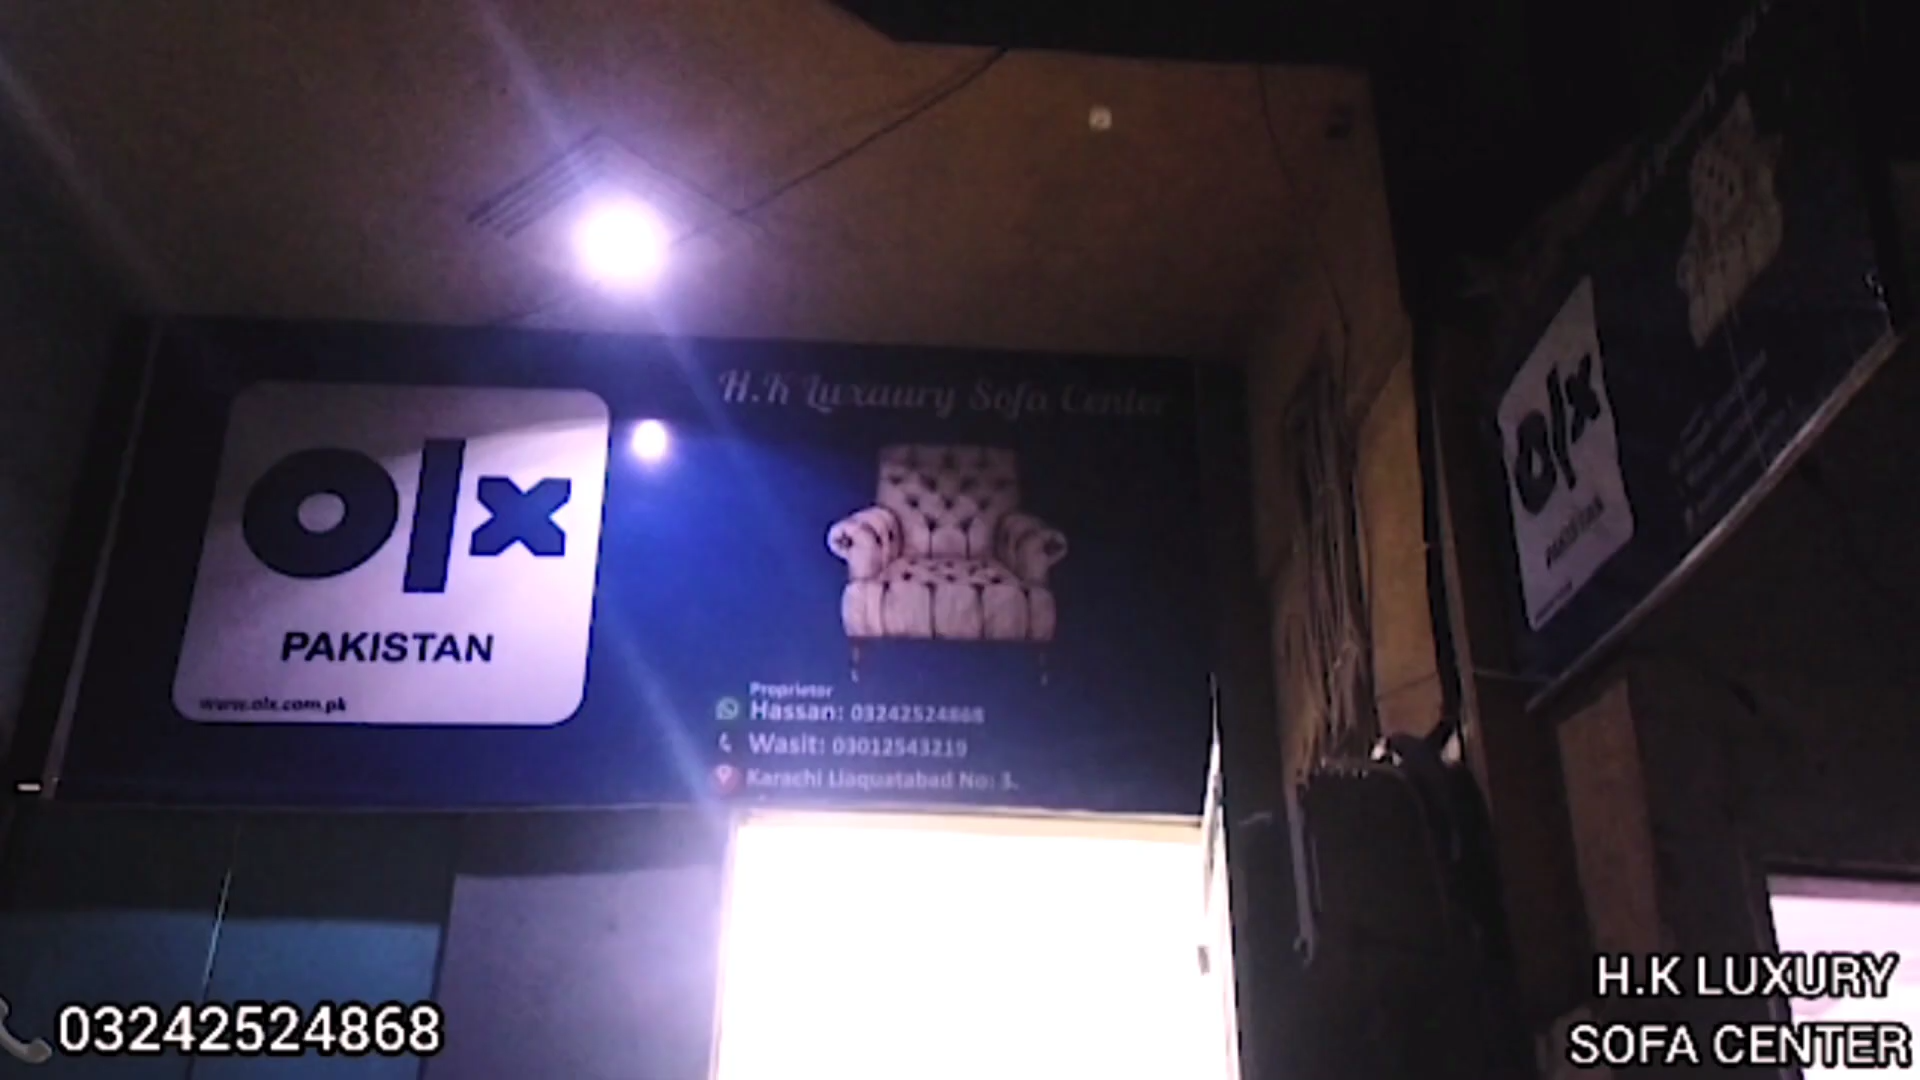 H.K Luxaury Sofa Center
olx
PAKISTAN
www.olx.com.pk
Proprietor
Hassan: 03242524868
Wasit: 03012543219
Karachi Liaquatabad No: 3.
olx
PAKISTAN
03242524868
H.K LUXURY
SOFA CENTER